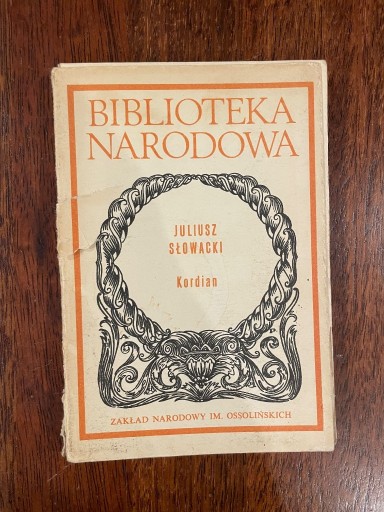 BIBLIOTEKA
NARODOWA
JULIUSZ
SŁOWACKI
Kordian
ZAKŁAD NARODOWY IM. OSSOLIŃSKICH